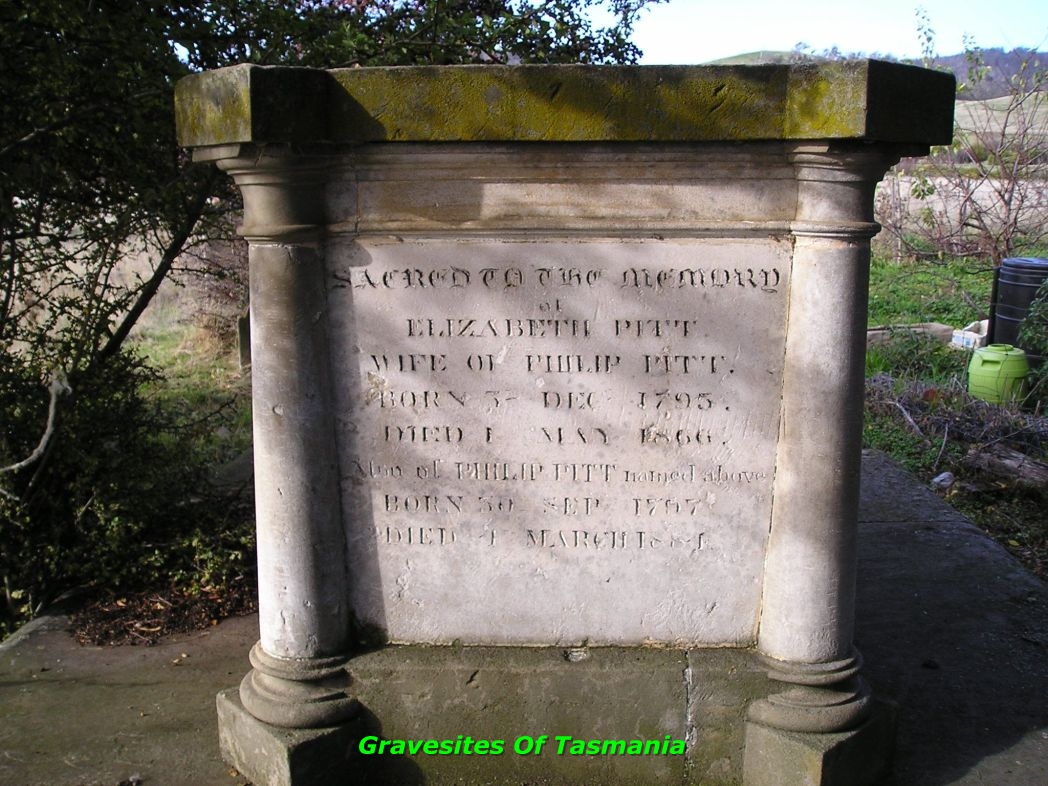 SACRED TO THE MEMORY
of
ELIZABETH PITT.
WIFE OF PHILIP PITT.
BORN DEC 1795.
DIED 1 MAY 1866.
Also of PHILIP PITT named above
BORN 30 SEP 1797
DIED 4 MARCH
Gravesites Of Tasmania